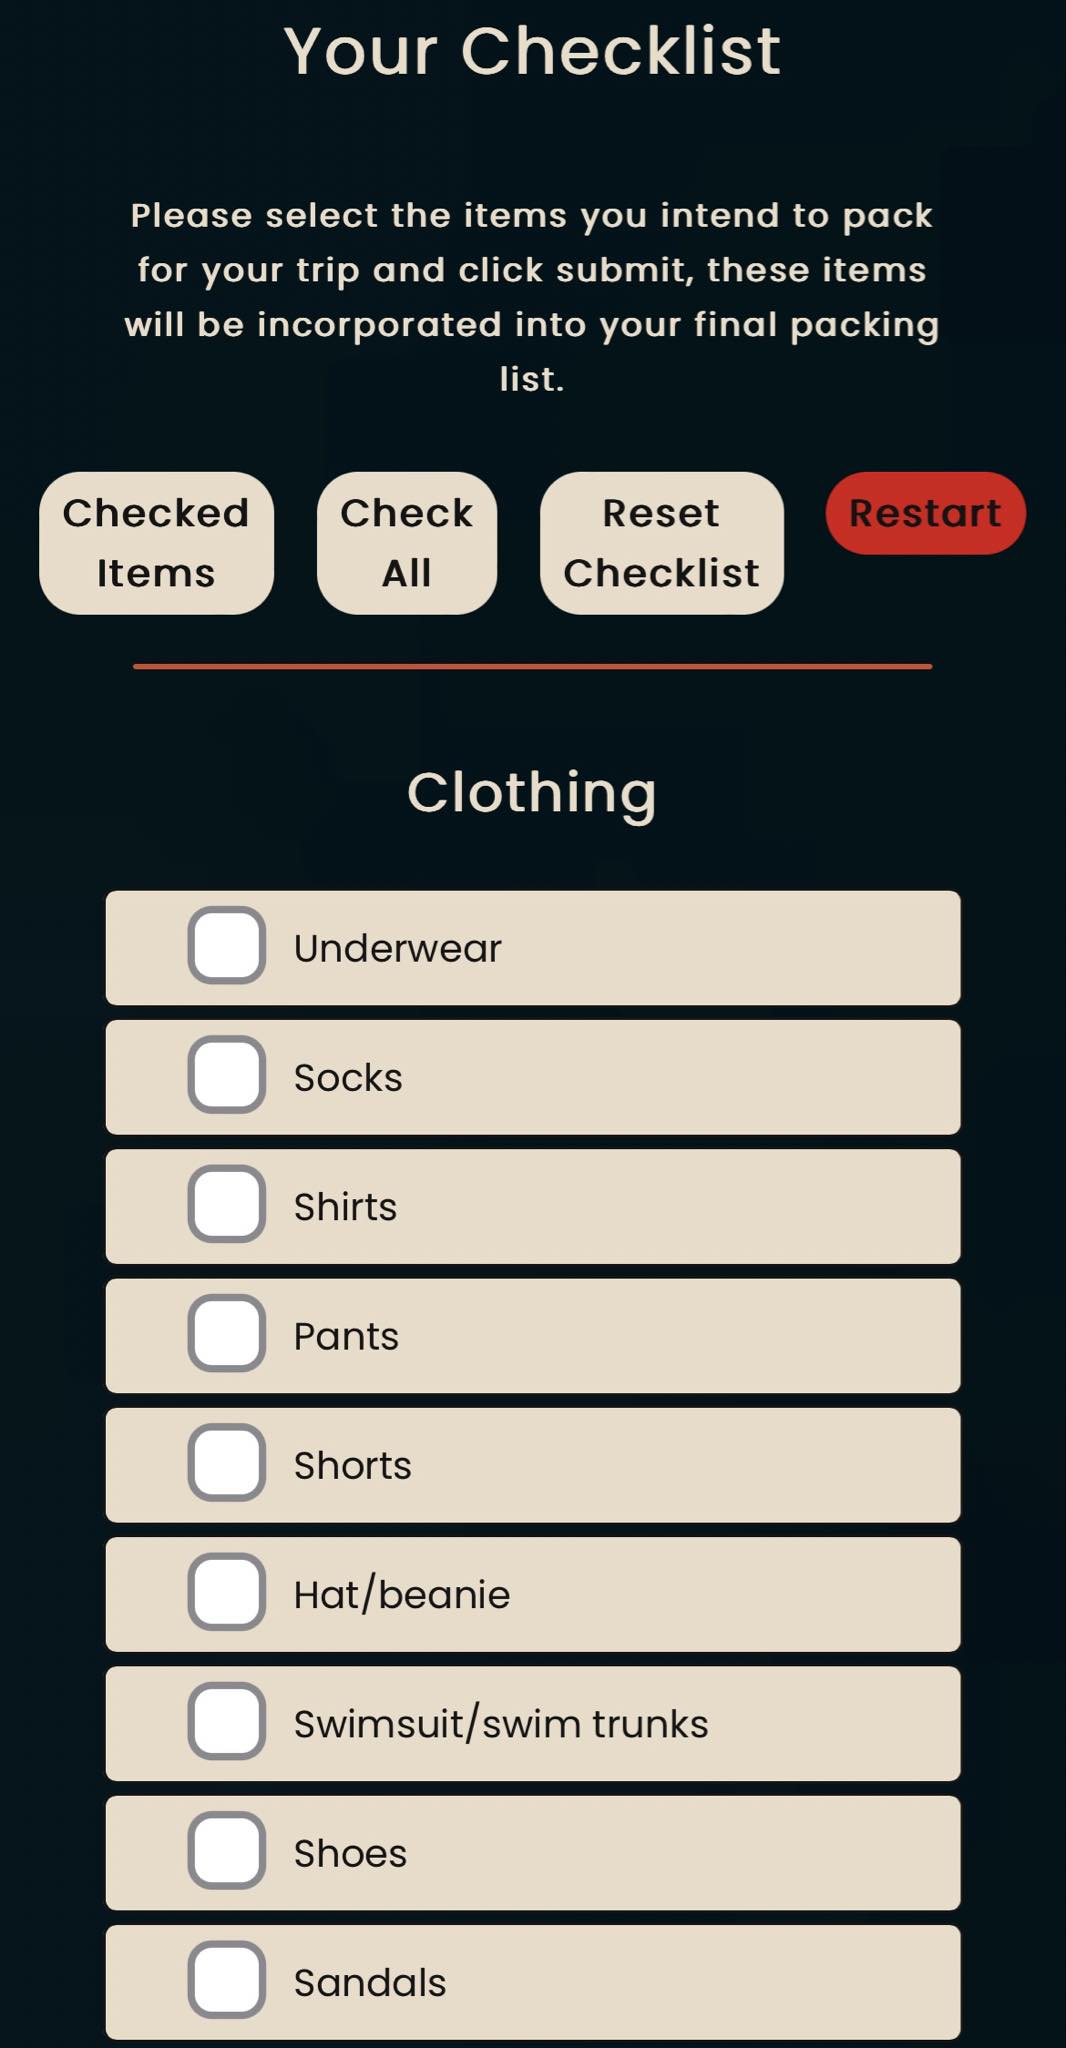 Your Checklist
Please select the items you intend to pack
for your trip and click submit, these items
will be incorporated into your final packing
list.
Checked
Items
Check
All
Reset
Checklist
Restart
Clothing
Underwear
Socks
Shirts
Pants
Shorts
Hat/beanie
Swimsuit/swim trunks
Shoes
Sandals